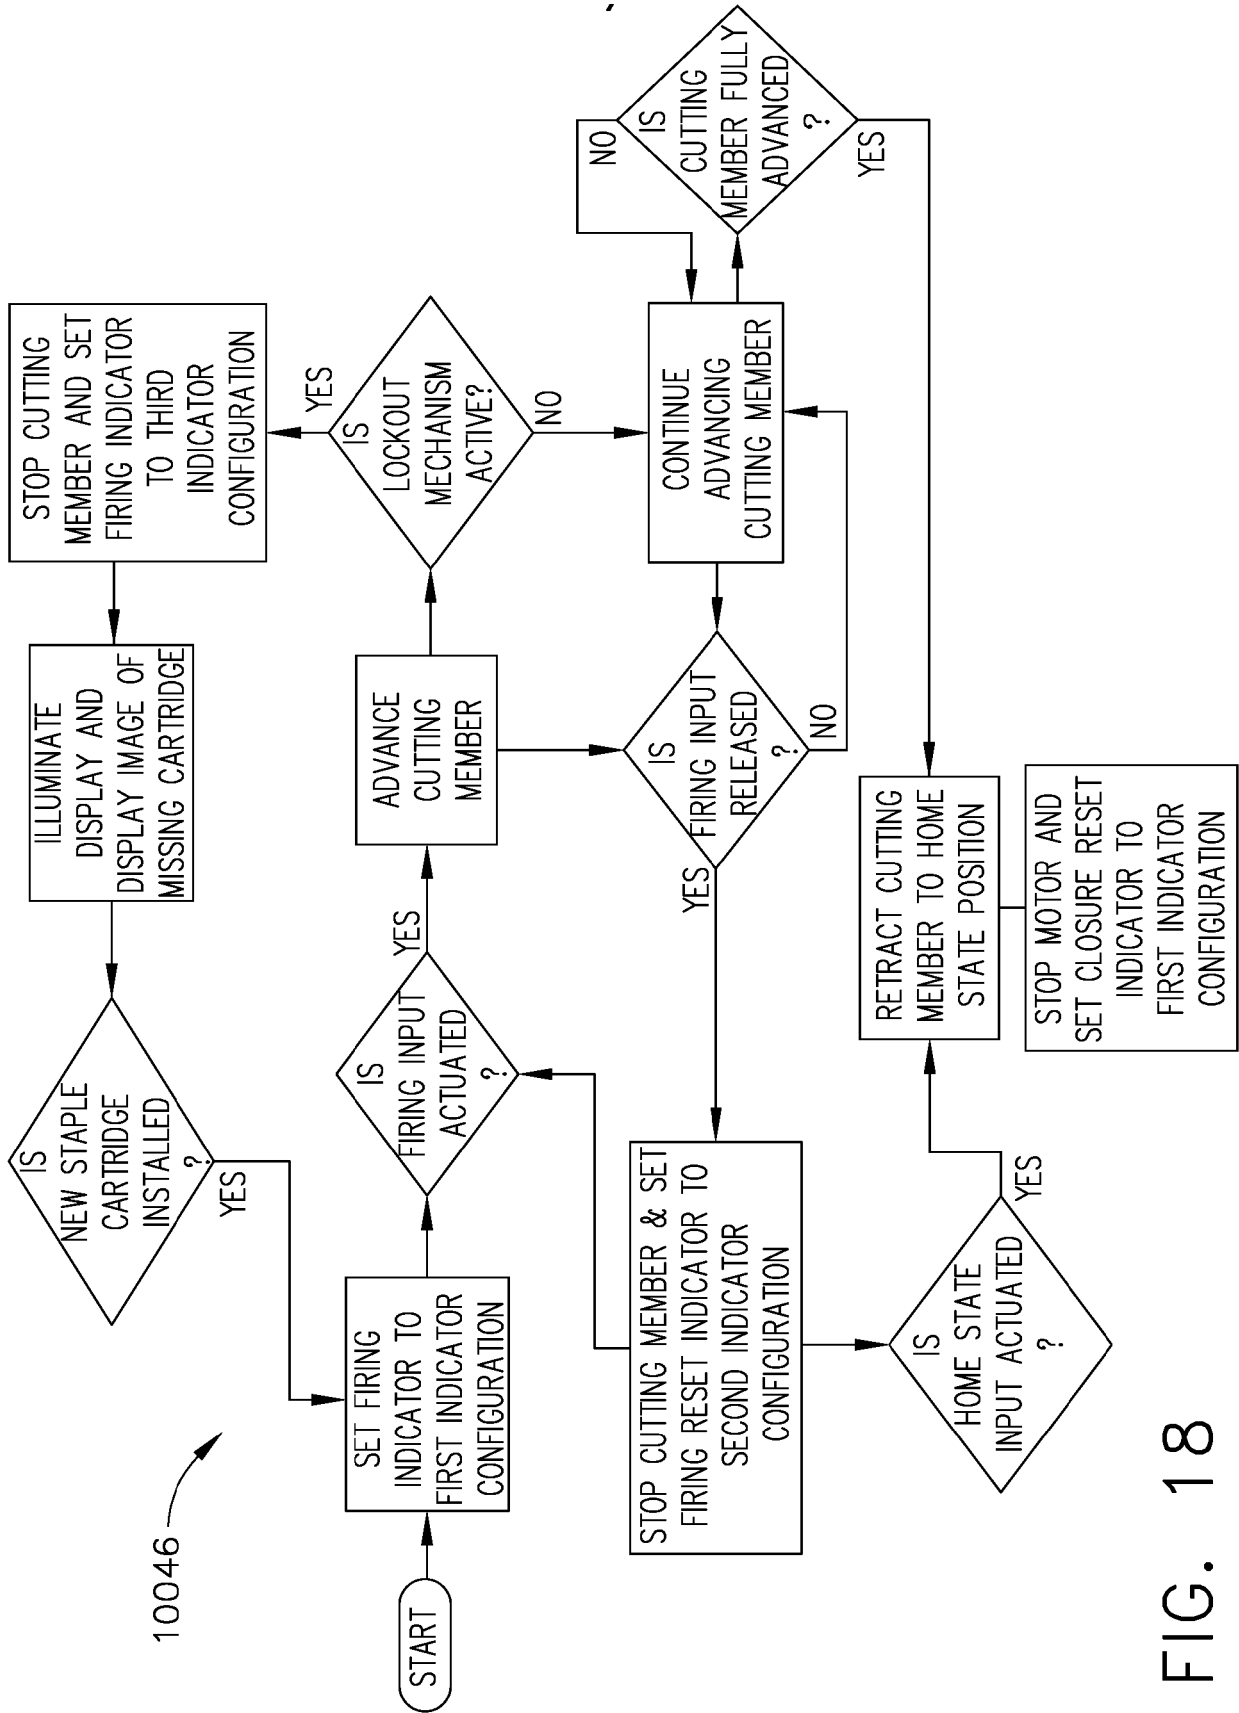 10046
START
SET FIRING
INDICATOR TO
FIRST INDICATOR
CONFIGURATION
IS
FIRING INPUT
ACTUATED
?
YES
ADVANCE
CUTTING
MEMBER
IS
LOCKOUT
MECHANISM
ACTIVE?
YES
NO
STOP CUTTING
MEMBER AND SET
FIRING INDICATOR
TO THIRD
INDICATOR
CONFIGURATION
ILLUMINATE
DISPLAY AND
DISPLAY IMAGE OF
MISSING CARTRIDGE
IS
NEW STAPLE
CARTRIDGE
INSTALLED
?
YES
CONTINUE
ADVANCING
CUTTING MEMBER
IS
CUTTING
MEMBER FULLY
ADVANCED
?
NO
YES
IS
FIRING INPUT
RELEASED
?
NO
YES
STOP CUTTING MEMBER & SET
FIRING RESET INDICATOR TO
SECOND INDICATOR
CONFIGURATION
IS
HOME STATE
INPUT ACTUATED
?
YES
RETRACT CUTTING
MEMBER TO HOME
STATE POSITION
STOP MOTOR AND
SET CLOSURE RESET
INDICATOR TO
FIRST INDICATOR
CONFIGURATION
FIG. 18